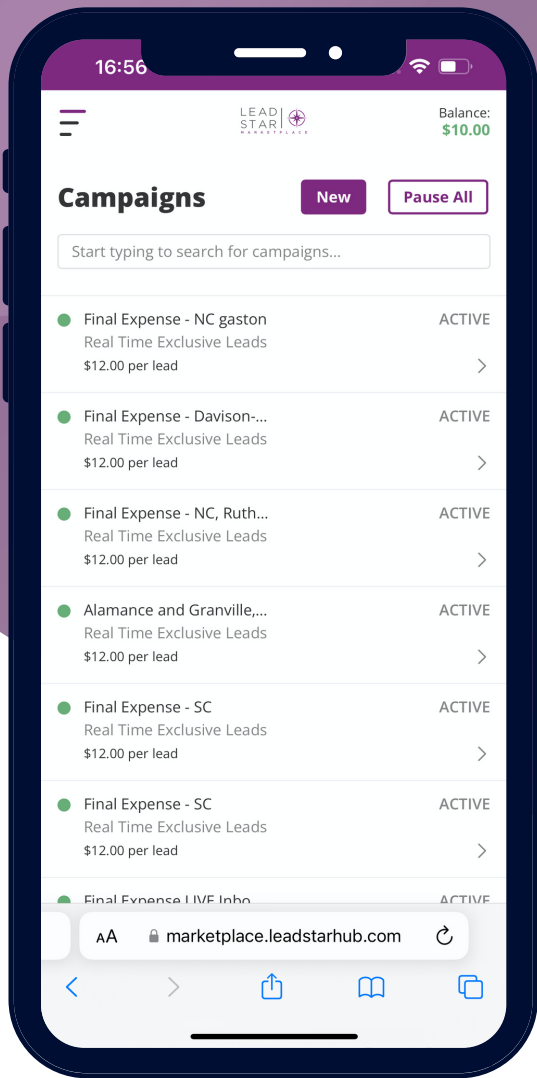 16:56
LEAD
STAR
MARKETPLACE
Balance:
$10.00
Campaigns
New
Pause All
Start typing to search for campaigns...
Final Expense - NC gaston
ACTIVE
Real Time Exclusive Leads
$12.00 per lead
Final Expense - Davison-...
ACTIVE
Real Time Exclusive Leads
$12.00 per lead
Final Expense - NC, Ruth...
ACTIVE
Real Time Exclusive Leads
$12.00 per lead
Alamance and Granville,...
ACTIVE
Real Time Exclusive Leads
$12.00 per lead
Final Expense - SC
ACTIVE
Real Time Exclusive Leads
$12.00 per lead
Final Expense - SC
ACTIVE
Real Time Exclusive Leads
$12.00 per lead
Final Expense LIVE Inbo
ACTIVE
AA
marketplace.leadstarhub.com